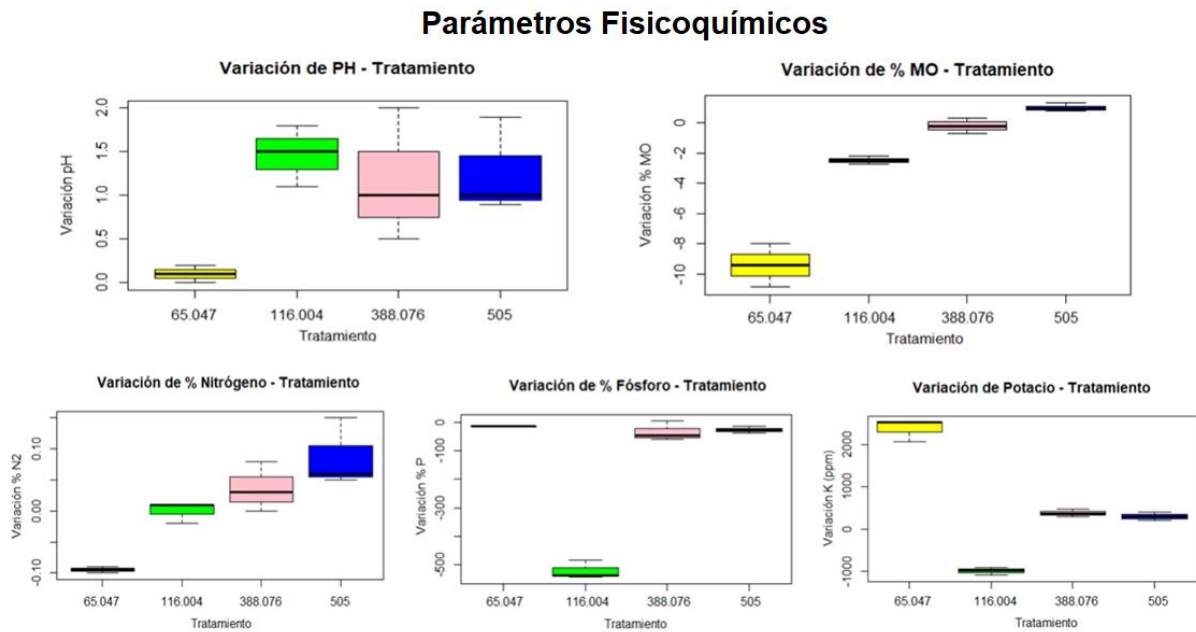 Parámetros Fisicoquímicos
Variación de PH - Tratamiento
Variación pH
2.0
1.5
1.0
0.5
0.0
65.047 116.004 388.076 505
Tratamiento
Variación de % MO - Tratamiento
Variación % MO
0
-2
-4
-6
-8
-10
65.047 116.004 388.076 505
Tratamiento
Variación de % Nitrógeno - Tratamiento
Variación % N2
0.10
0.00
-0.10
65.047 116.004 388.076 505
Tratamiento
Variación de % Fósforo - Tratamiento
Variación % P
0
-100
-300
-500
65.047 116.004 388.076 505
Tratamiento
Variación de Potacio - Tratamiento
Variación K (ppm)
2000
1000
0
-1000
65.047 116.004 388.076 505
Tratamiento